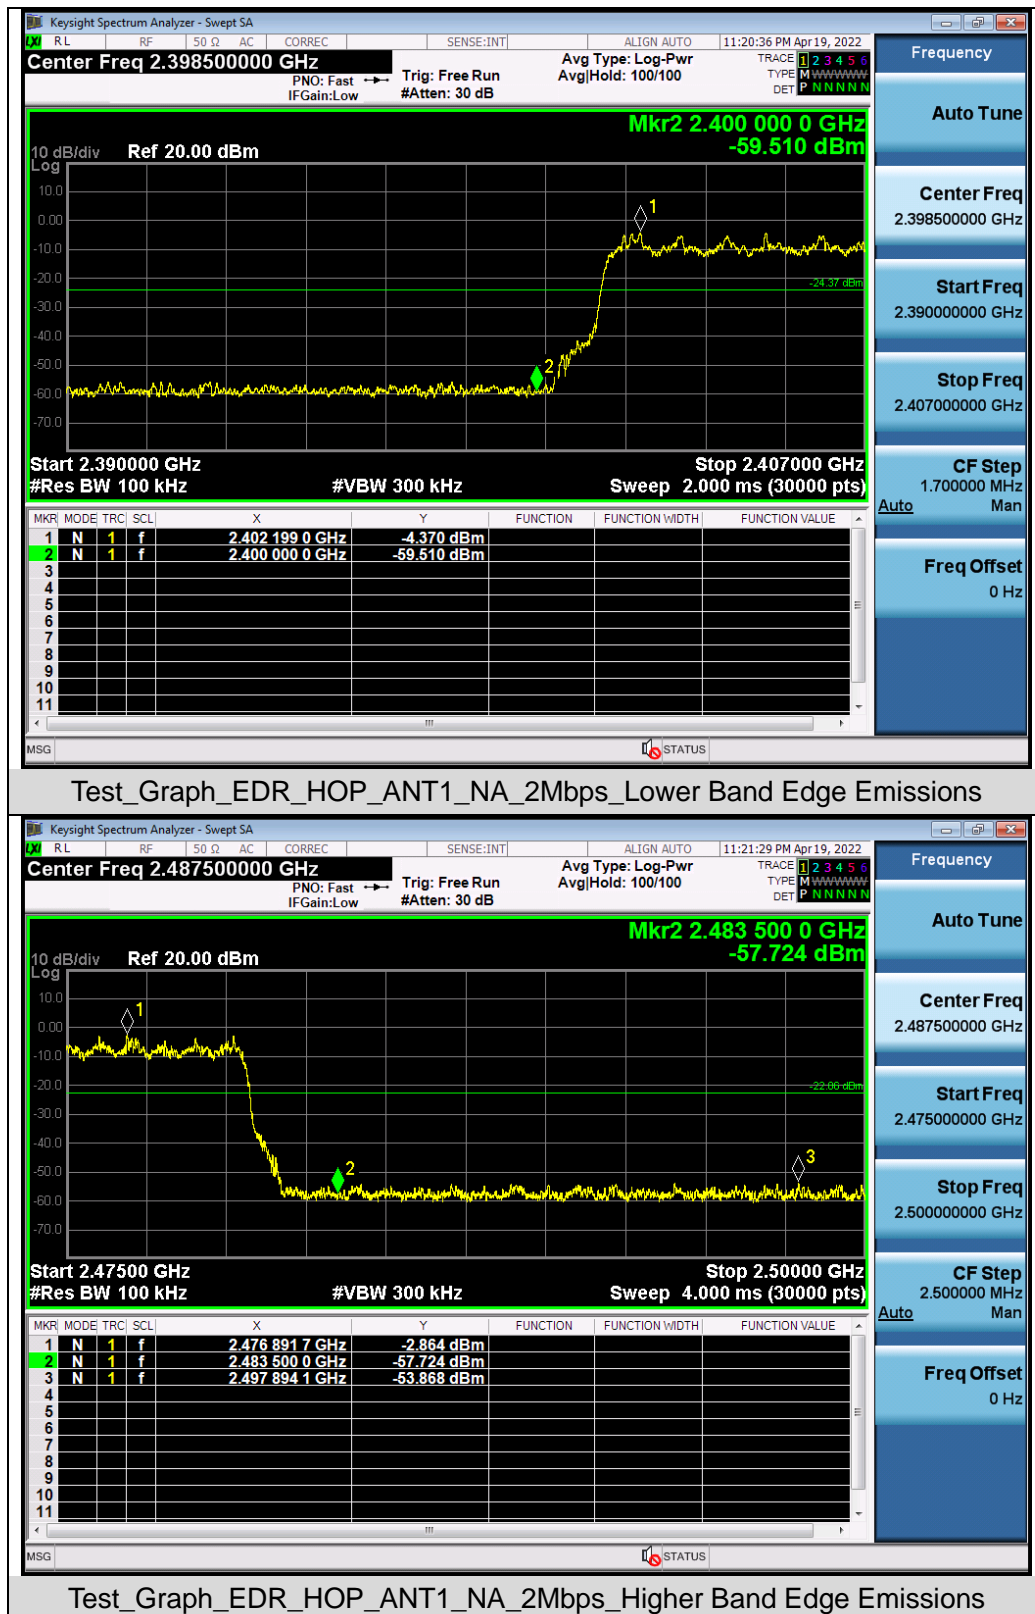 Keysight Spectrum Analyzer - Swept SA
LXI RL RF 50 Ω AC CORREC SENSE:INT ALIGN AUTO 11:20:36 PM Apr 19, 2022
Center Freq 2.398500000 GHz
PNO: Fast
IFGain:Low
Trig: Free Run
#Atten: 30 dB
Avg Type: Log-Pwr
Avg|Hold: 100/100
TRACE 1 2 3 4 5 6
TYPE M WWWWW
DET P N N N N N
Frequency
Auto Tune
Center Freq
2.398500000 GHz
Start Freq
2.390000000 GHz
Stop Freq
2.407000000 GHz
CF Step
1.700000 MHz
Auto Man
Freq Offset
0 Hz
Mkr2 2.400 000 0 GHz
-59.510 dBm
10 dB/div Ref 20.00 dBm
Log
10.0
0.00
-10.0
-20.0
-30.0
-40.0
-50.0
-60.0
-70.0
1
-24.37 dBm
2
Start 2.390000 GHz Stop 2.407000 GHz
#Res BW 100 kHz #VBW 300 kHz Sweep 2.000 ms (30000 pts)
MKR MODE TRC SCL X Y FUNCTION FUNCTION WIDTH FUNCTION VALUE
1 N 1 f 2.402 199 0 GHz -4.370 dBm
2 N 1 f 2.400 000 0 GHz -59.510 dBm
3
4
5
6
7
8
9
10
11
MSG STATUS
Test_Graph_EDR_HOP_ANT1_NA_2Mbps_Lower Band Edge Emissions
Keysight Spectrum Analyzer - Swept SA
LXI RL RF 50 Ω AC CORREC SENSE:INT ALIGN AUTO 11:21:29 PM Apr 19, 2022
Center Freq 2.487500000 GHz
PNO: Fast
IFGain:Low
Trig: Free Run
#Atten: 30 dB
Avg Type: Log-Pwr
Avg|Hold: 100/100
TRACE 1 2 3 4 5 6
TYPE M WWWWW
DET P N N N N N
Frequency
Auto Tune
Center Freq
2.487500000 GHz
Start Freq
2.475000000 GHz
Stop Freq
2.500000000 GHz
CF Step
2.500000 MHz
Auto Man
Freq Offset
0 Hz
Mkr2 2.483 500 0 GHz
-57.724 dBm
10 dB/div Ref 20.00 dBm
Log
10.0
0.00
-10.0
-20.0
-30.0
-40.0
-50.0
-60.0
-70.0
1
-22.86 dBm
2
3
Start 2.47500 GHz Stop 2.50000 GHz
#Res BW 100 kHz #VBW 300 kHz Sweep 4.000 ms (30000 pts)
MKR MODE TRC SCL X Y FUNCTION FUNCTION WIDTH FUNCTION VALUE
1 N 1 f 2.476 891 7 GHz -2.864 dBm
2 N 1 f 2.483 500 0 GHz -57.724 dBm
3 N 1 f 2.497 894 1 GHz -53.868 dBm
4
5
6
7
8
9
10
11
MSG STATUS
Test_Graph_EDR_HOP_ANT1_NA_2Mbps_Higher Band Edge Emissions